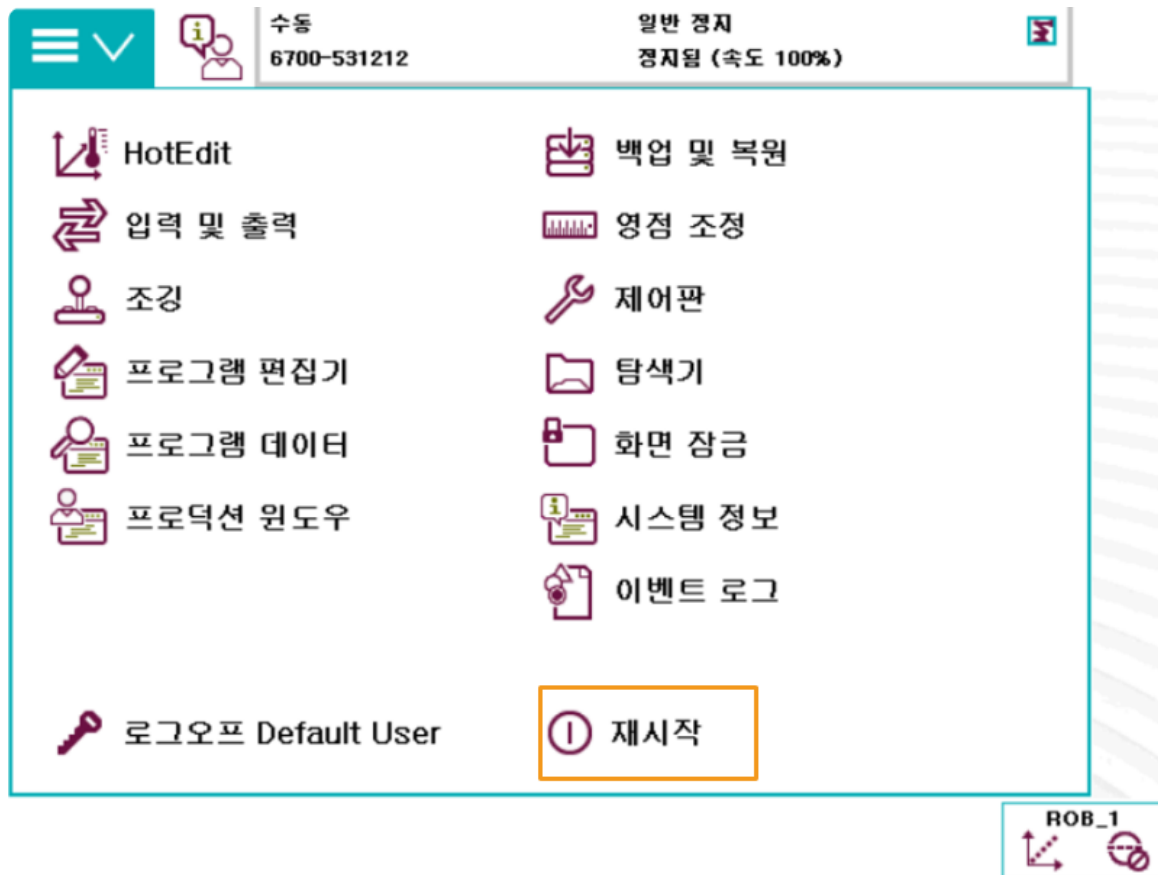 수동
6700-531212
일반 정지
정지됨 (속도 100%)
HotEdit
입력 및 출력
조깅
프로그램 편집기
프로그램 데이터
프로덕션 윈도우
백업 및 복원
영점 조정
제어판
탐색기
화면 잠금
시스템 정보
이벤트 로그
로그오프 Default User
재시작
ROB_1